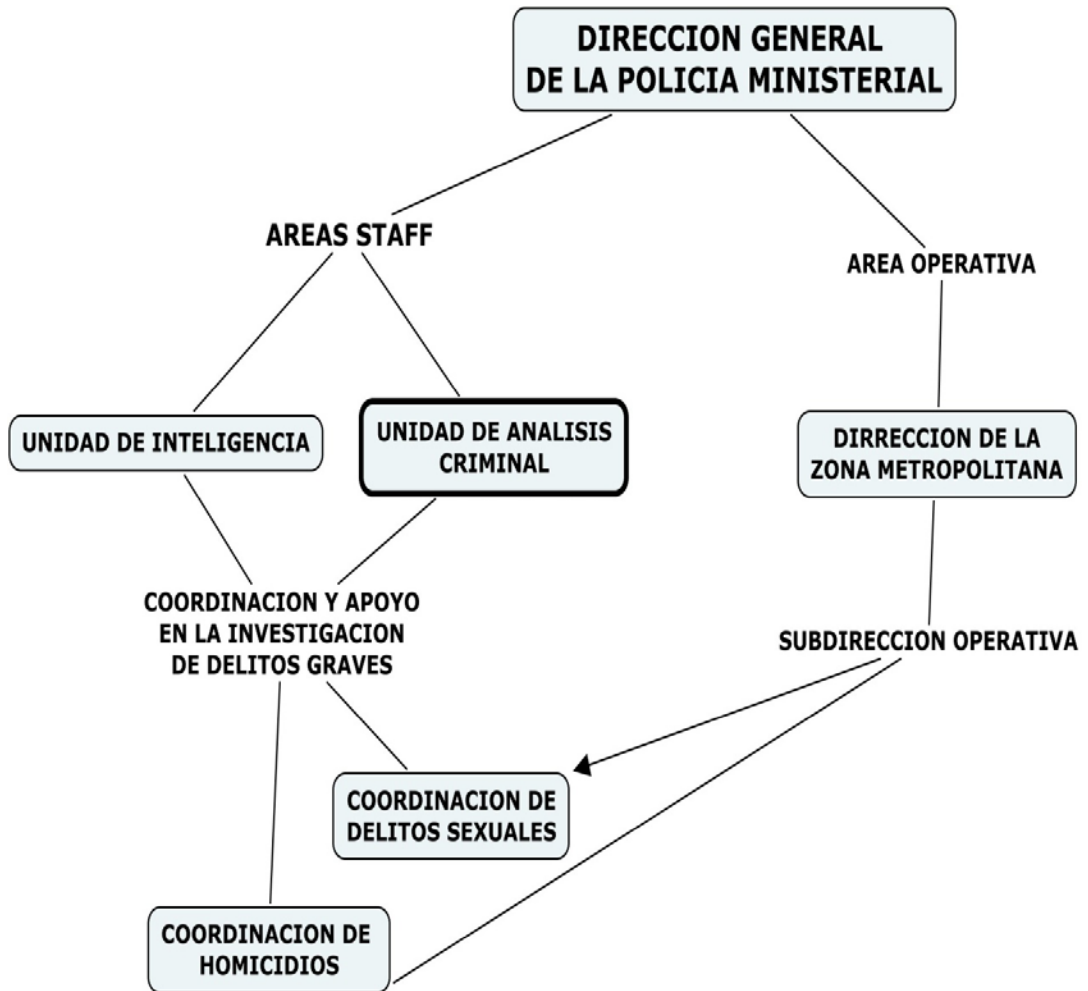 DIRECCION GENERAL
DE LA POLICIA MINISTERIAL
AREAS STAFF
AREA OPERATIVA
UNIDAD DE INTELIGENCIA
UNIDAD DE ANALISIS
CRIMINAL
DIRRECCION DE LA
ZONA METROPOLITANA
COORDINACION Y APOYO
EN LA INVESTIGACION
DE DELITOS GRAVES
SUBDIRECCION OPERATIVA
COORDINACION DE
DELITOS SEXUALES
COORDINACION DE
HOMICIDIOS